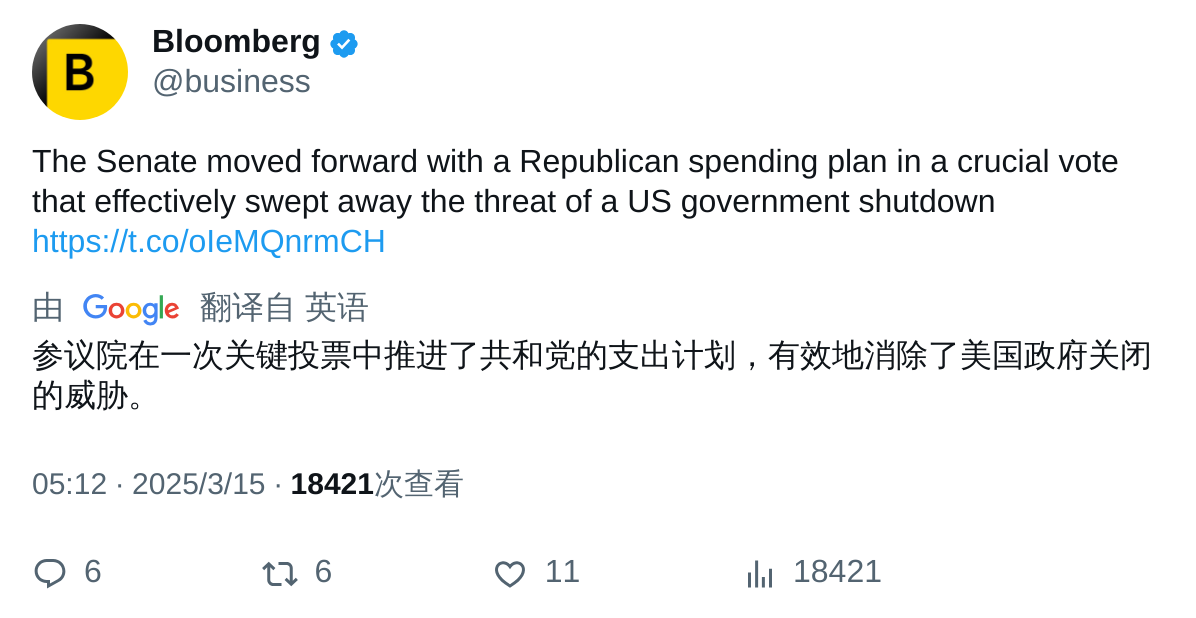 B
Bloomberg
@business
The Senate moved forward with a Republican spending plan in a crucial vote
that effectively swept away the threat of a US government shutdown
https://t.co/oIeMQnrmCH
由 Google 翻译自 英语
参议院在一次关键投票中推进了共和党的支出计划，有效地消除了美国政府关闭
的威胁。
05:12 · 2025/3/15 · 18421次查看
6 6 11 18421